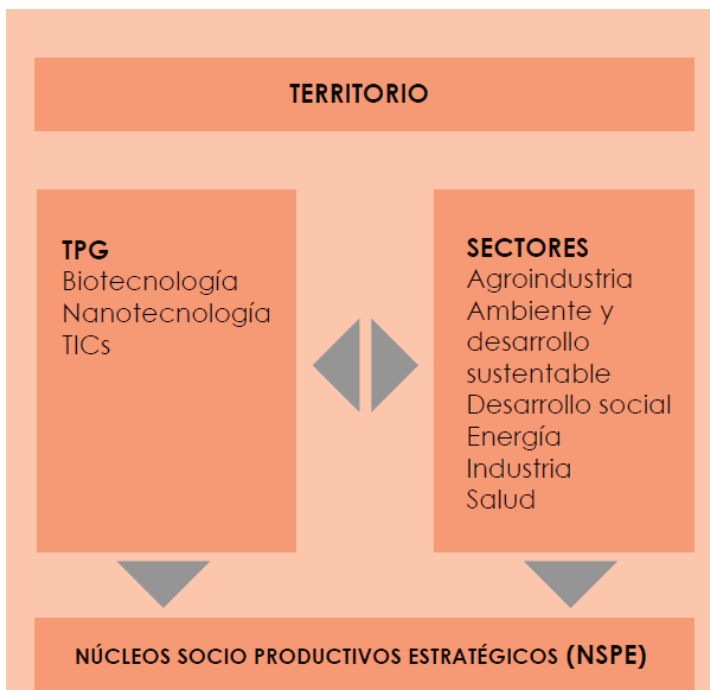 TERRITORIO
TPG
Biotecnología
Nanotecnología
TICs
SECTORES
Agroindustria
Ambiente y
desarrollo
sustentable
Desarrollo social
Energía
Industria
Salud
NÚCLEOS SOCIO PRODUCTIVOS ESTRATÉGICOS (NSPE)